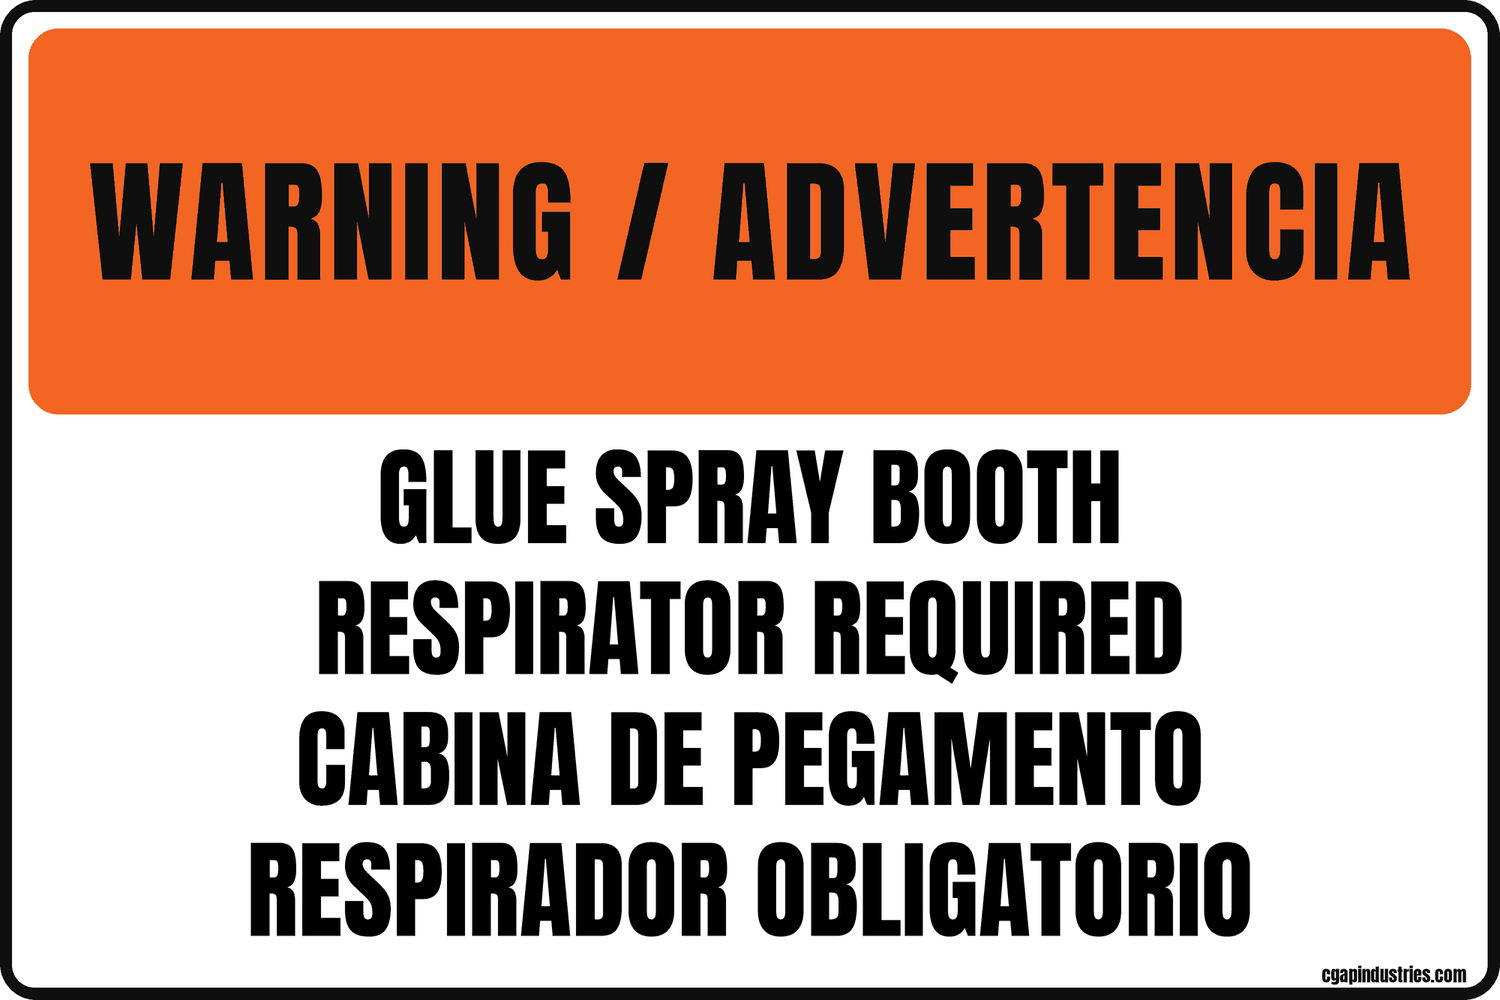 WARNING / ADVERTENCIA
GLUE SPRAY BOOTH
RESPIRATOR REQUIRED
CABINA DE PEGAMENTO
RESPIRADOR OBLIGATORIO
cgapindustries.com